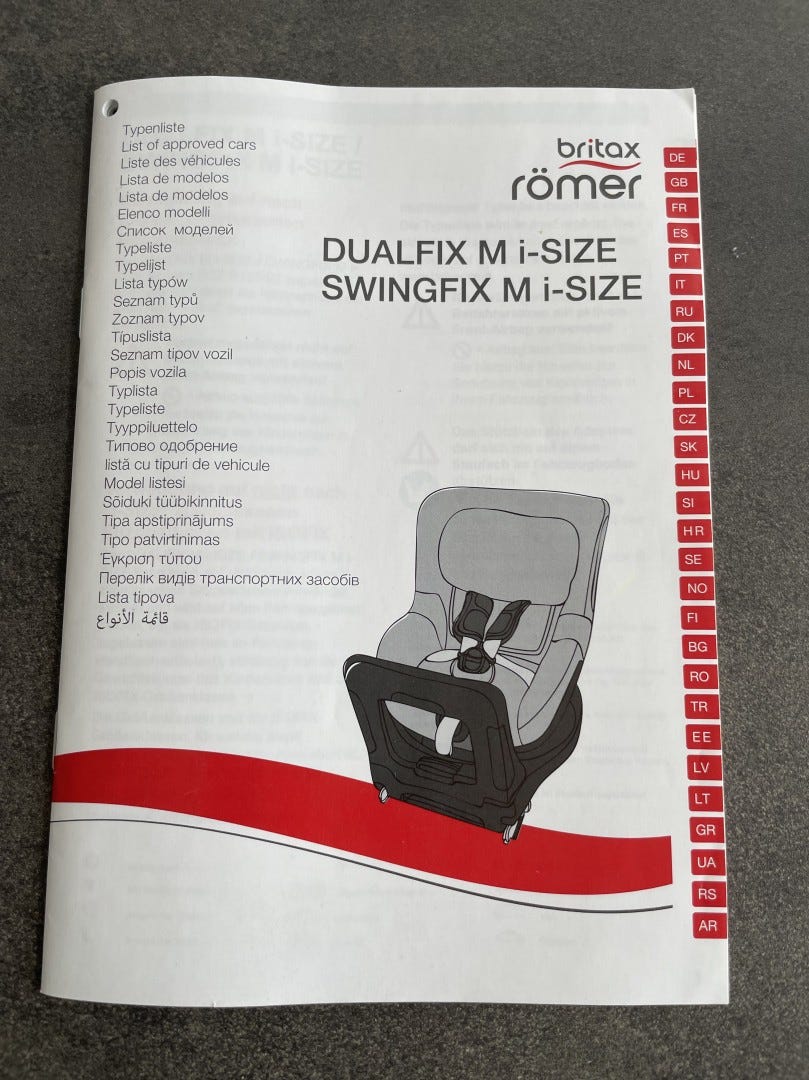 Typenliste
List of approved cars
Liste des véhicules
Lista de modelos
Lista de modelos
Elenco modelli
Список моделей
Typeliste
Typelijst
Lista typów
Seznam typů
Zoznam typov
Típuslista
Seznam tipov vozil
Popis vozila
Typlista
Typeliste
Tyyppiluettelo
Типово одобрение
listă cu tipuri de vehicule
Model listesi
Sõiduki tüübikinnitus
Tipa apstiprinājums
Tipo patvirtinimas
Έγκριση τύπου
Перелік видів транспортних засобів
Lista tipova
قائمة الأنواع
britax
römer
DUALFIX M i-SIZE
SWINGFIX M i-SIZE
DE
GB
FR
ES
PT
IT
RU
DK
NL
PL
CZ
SK
HU
SI
HR
SE
NO
FI
BG
RO
TR
EE
LV
LT
GR
UA
RS
AR